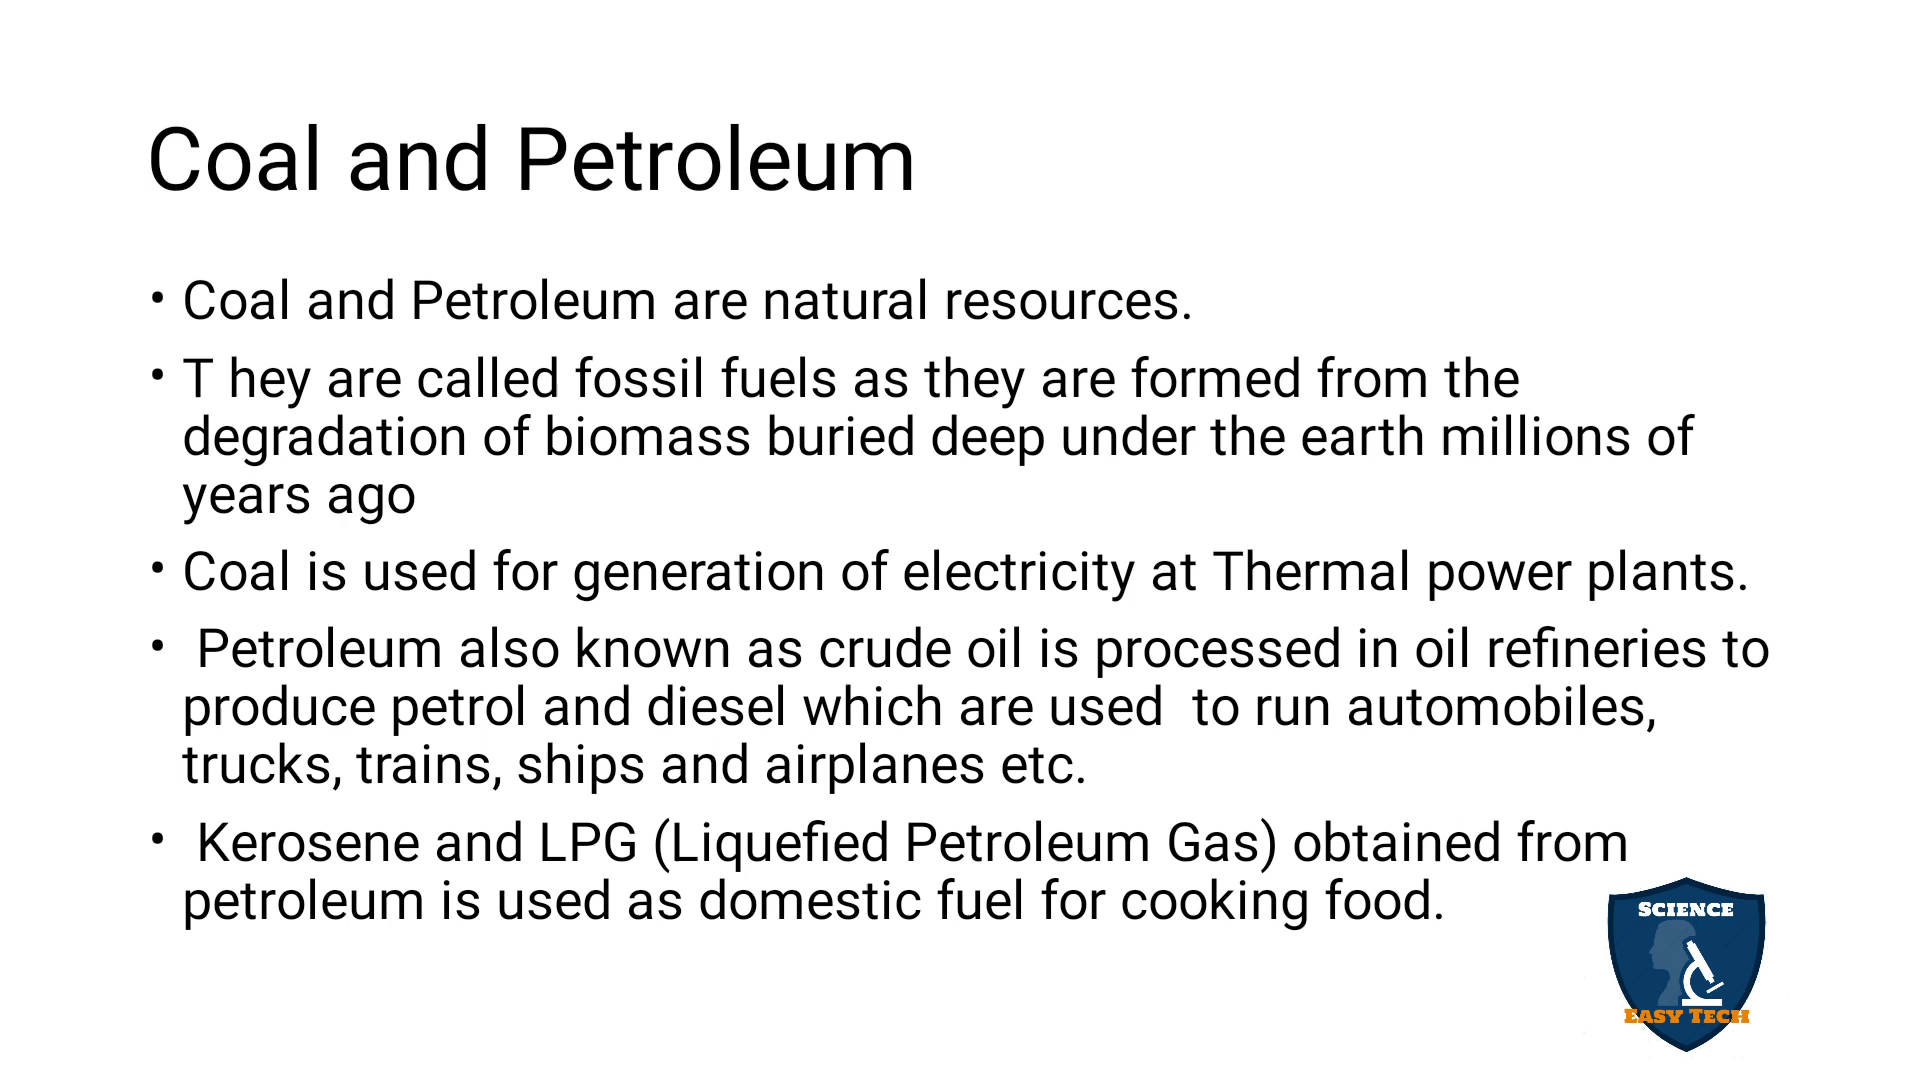 Coal and Petroleum
• Coal and Petroleum are natural resources.
• T hey are called fossil fuels as they are formed from the
degradation of biomass buried deep under the earth millions of
years ago
• Coal is used for generation of electricity at Thermal power plants.
• Petroleum also known as crude oil is processed in oil refineries to
produce petrol and diesel which are used  to run automobiles,
trucks, trains, ships and airplanes etc.
• Kerosene and LPG (Liquefied Petroleum Gas) obtained from
petroleum is used as domestic fuel for cooking food.
SCIENCE
EASY TECH